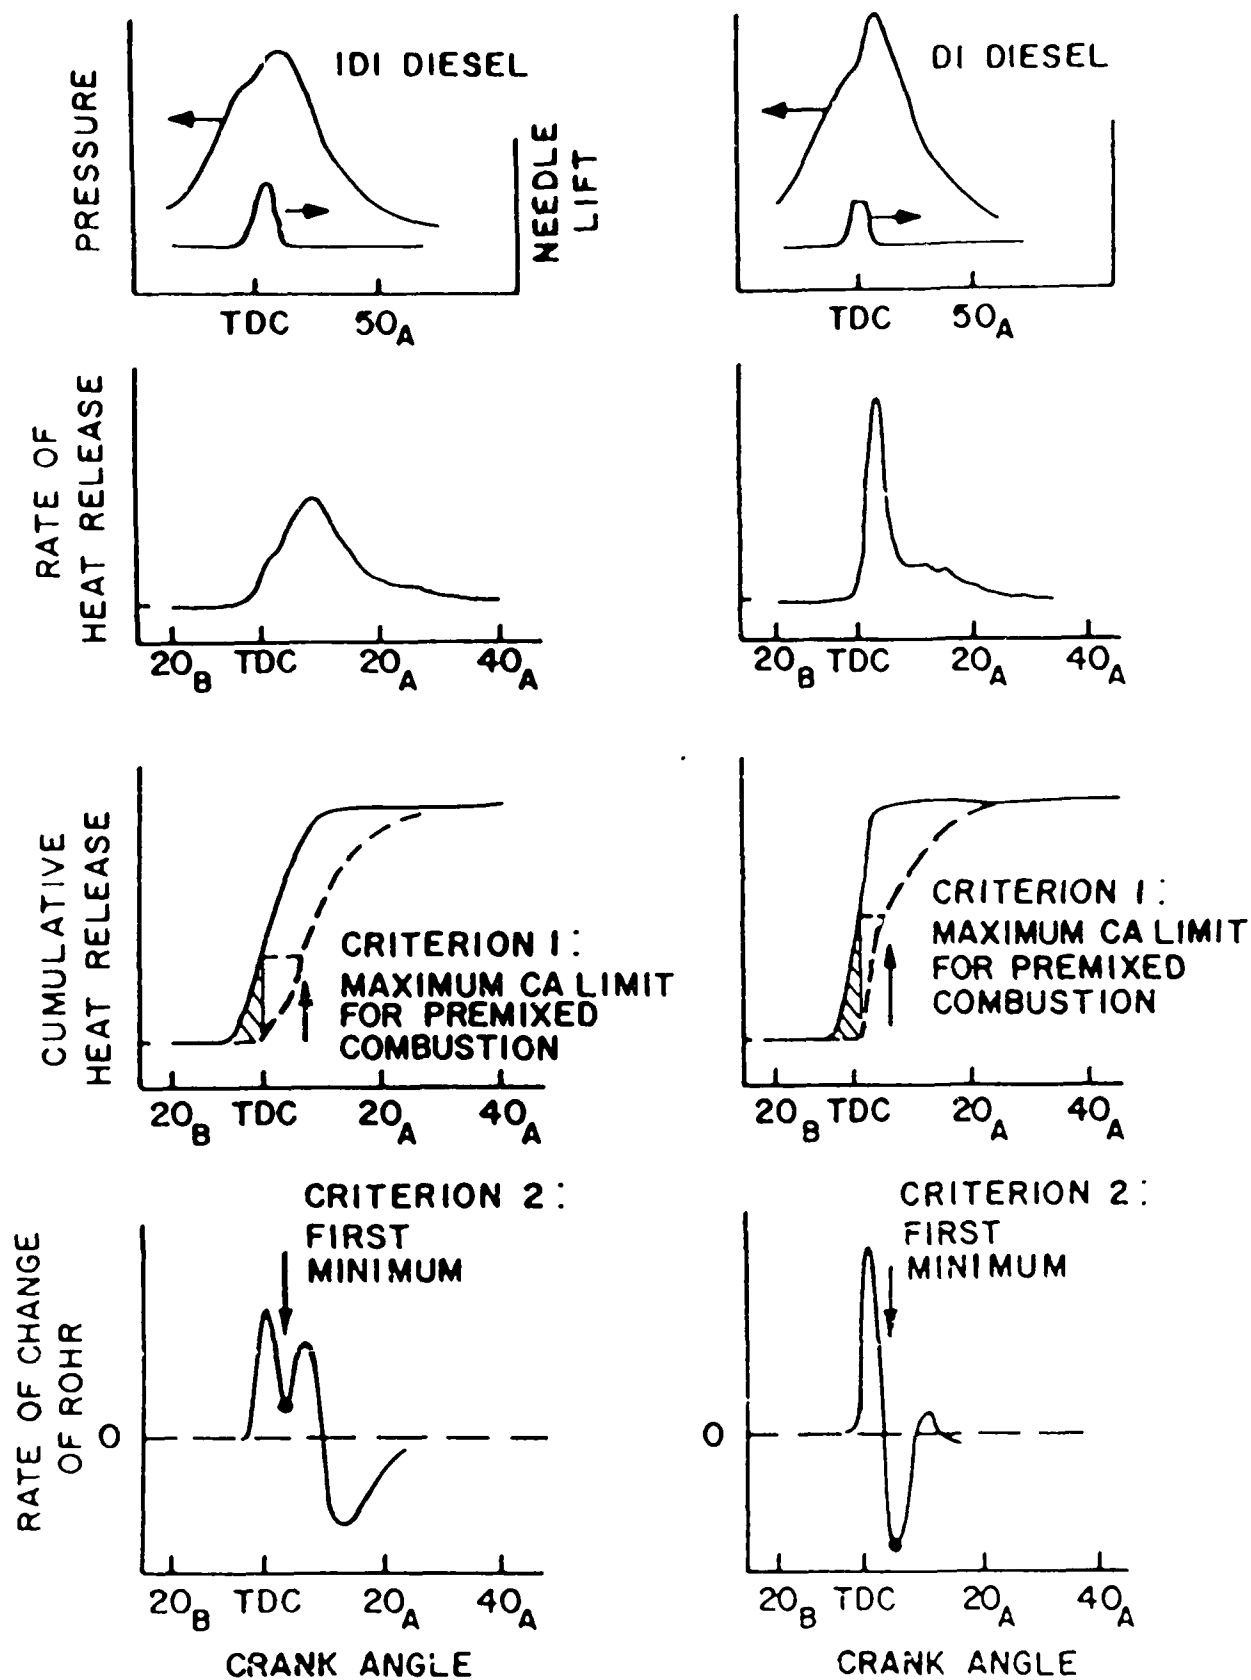 IDI DIESEL
PRESSURE
NEEDLE
LIFT
TDC 50A
DI DIESEL
TDC 50A
RATE OF
HEAT RELEASE
20B TDC 20A 40A
20B TDC 20A 40A
CUMULATIVE
HEAT RELEASE
CRITERION 1:
MAXIMUM CA LIMIT
FOR PREMIXED
COMBUSTION
20B TDC 20A 40A
CRITERION 1:
MAXIMUM CA LIMIT
FOR PREMIXED
COMBUSTION
20B TDC 20A 40A
RATE OF CHANGE
OF ROHR
CRITERION 2:
FIRST
MINIMUM
0
20B TDC 20A 40A
CRANK ANGLE
CRITERION 2:
FIRST
MINIMUM
0
20B TDC 20A 40A
CRANK ANGLE